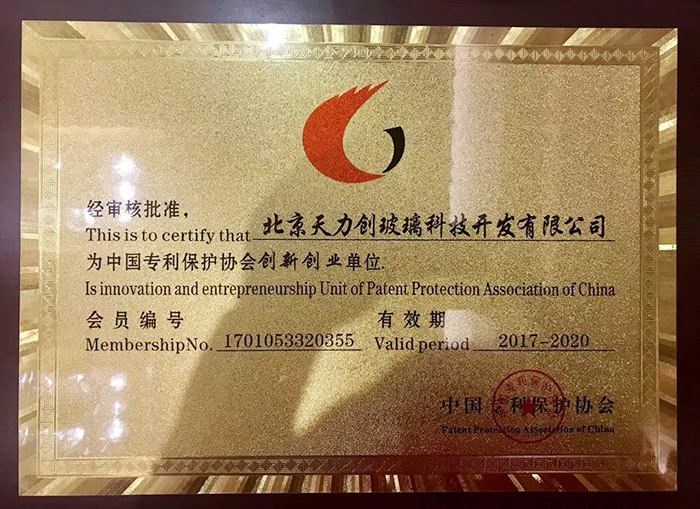 经审核批准，
This is to certify that 北京天力创玻璃科技开发有限公司
为中国专利保护协会创新创业单位.
Is innovation and entrepreneurship Unit of Patent Protection Association of China
会员编号 有效期
Membership No. 1701053320355 Valid period 2017-2020
中国专利保护协会
Patent Protection Association of China